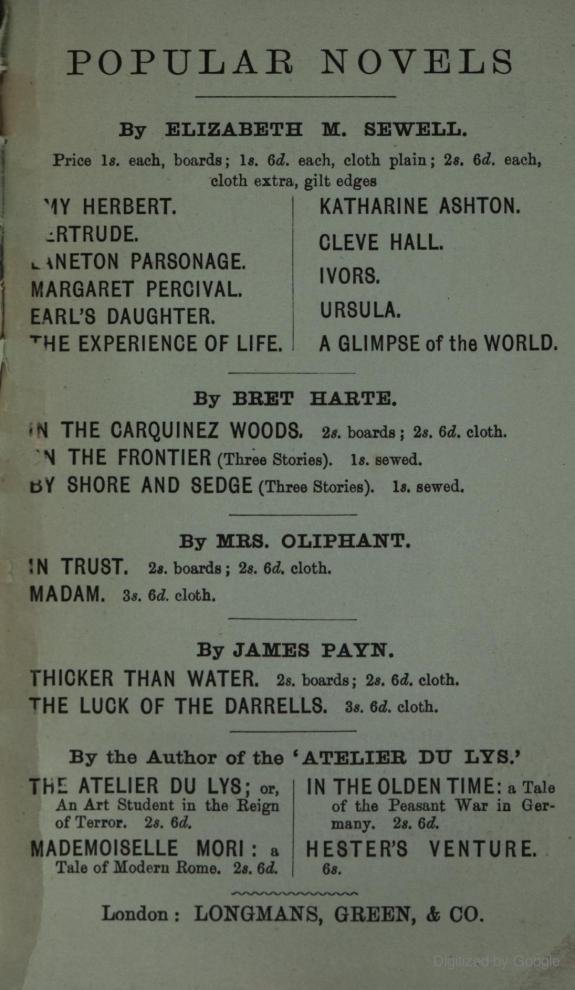 POPULAR NOVELS
By ELIZABETH M. SEWELL.
Price 1s. each, boards; 1s. 6d. each, cloth plain; 2s. 6d. each,
cloth extra, gilt edges
MY HERBERT.
ERTRUDE.
LANETON PARSONAGE.
MARGARET PERCIVAL.
EARL'S DAUGHTER.
THE EXPERIENCE OF LIFE.
KATHARINE ASHTON.
CLEVE HALL.
IVORS.
URSULA.
A GLIMPSE of the WORLD.
By BRET HARTE.
IN THE CARQUINEZ WOODS. 2s. boards; 2s. 6d. cloth.
N THE FRONTIER (Three Stories). 1s. sewed.
BY SHORE AND SEDGE (Three Stories). 1s. sewed.
By MRS. OLIPHANT.
IN TRUST. 2s. boards; 2s. 6d. cloth.
MADAM. 3s. 6d. cloth.
By JAMES PAYN.
THICKER THAN WATER. 2s. boards; 2s. 6d. cloth.
THE LUCK OF THE DARRELLS. 3s. 6d. cloth.
By the Author of the 'ATELIER DU LYS.'
THE ATELIER DU LYS; or,
An Art Student in the Reign
of Terror. 2s. 6d.
MADEMOISELLE MORI: a
Tale of Modern Rome. 2s. 6d.
IN THE OLDEN TIME: a Tale
of the Peasant War in Ger-
many. 2s. 6d.
HESTER'S VENTURE.
6s.
London: LONGMANS, GREEN, & CO.
Digitized by Google